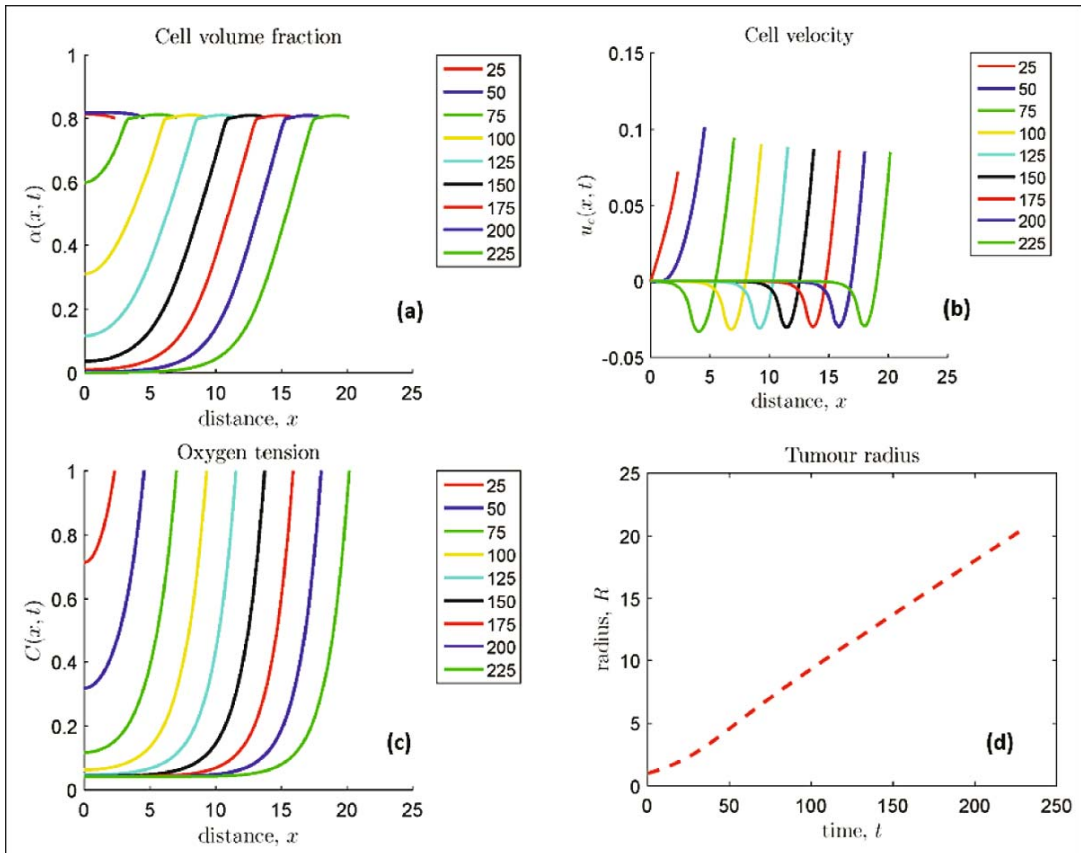 Cell volume fraction
1
0.8
0.6
0.4
0.2
0
α(x, t)
0 5 10 15 20 25
distance, x
(a)
25
50
75
100
125
150
175
200
225
Cell velocity
0.15
0.1
0.05
0
-0.05
u_c(x, t)
0 5 10 15 20 25
distance, x
(b)
25
50
75
100
125
150
175
200
225
Oxygen tension
1
0.8
0.6
0.4
0.2
0
C(x, t)
0 5 10 15 20 25
distance, x
(c)
25
50
75
100
125
150
175
200
225
Tumour radius
25
20
15
10
5
0
radius, R
0 50 100 150 200 250
time, t
(d)